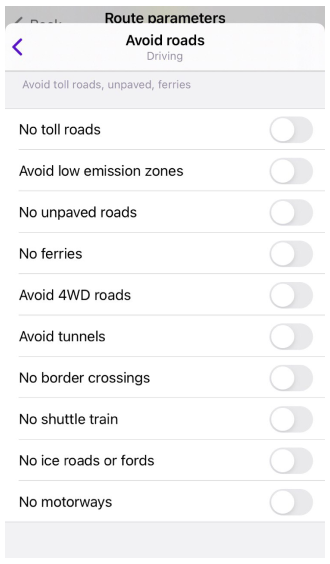 Back
Route parameters
Avoid roads
Driving
Avoid toll roads, unpaved, ferries
No toll roads
Avoid low emission zones
No unpaved roads
No ferries
Avoid 4WD roads
Avoid tunnels
No border crossings
No shuttle train
No ice roads or fords
No motorways